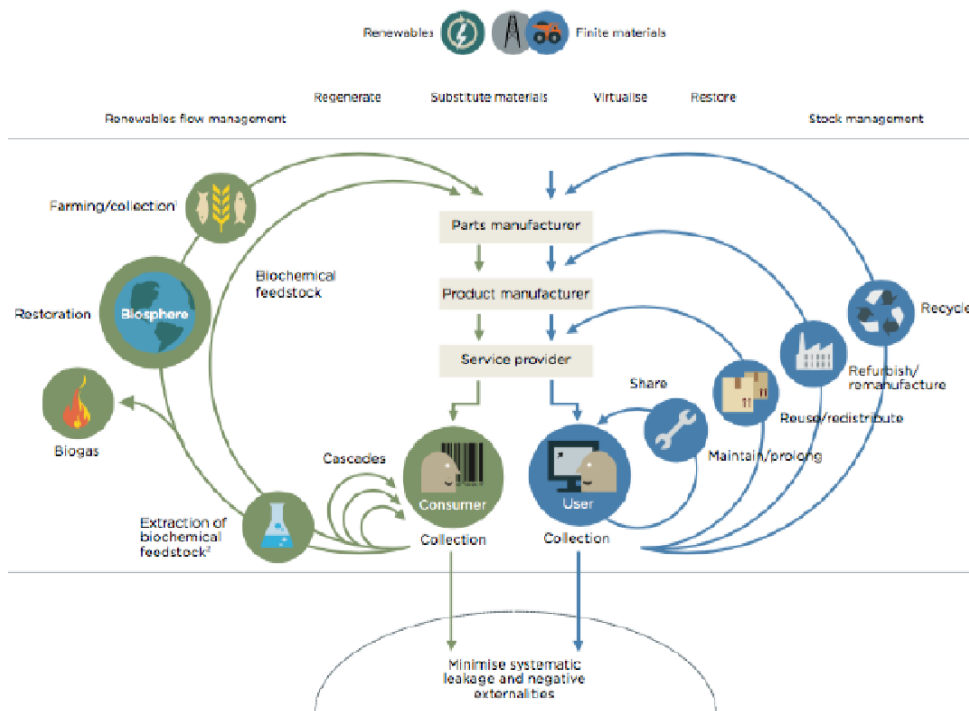 Renewables
Finite materials
Regenerate
Substitute materials
Virtualise
Restore
Renewables flow management
Stock management
Farming/collection¹
Parts manufacturer
Biochemical
feedstock
Product manufacturer
Restoration
Biosphere
Recycle
Service provider
Share
Refurbish/
remanufacture
Reuse/redistribute
Biogas
Cascades
Maintain/prolong
Consumer
User
Extraction of
biochemical
feedstock²
Collection
Collection
Minimise systematic
leakage and negative
externalities